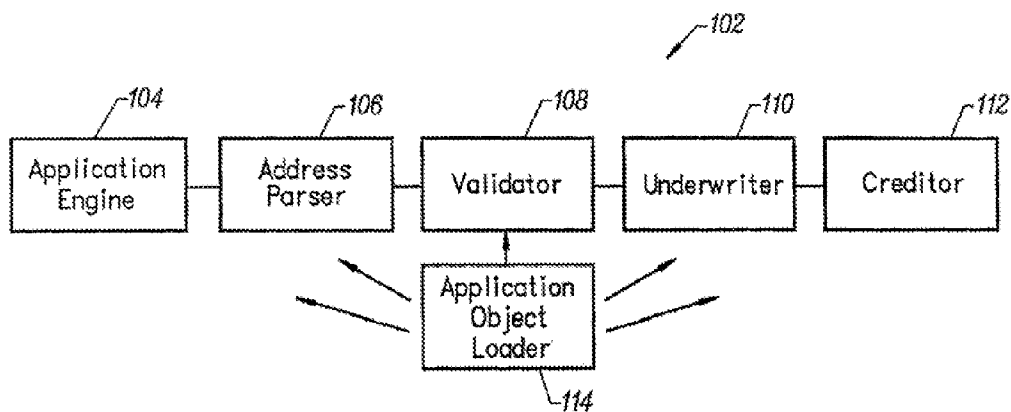 102
104
106
108
110
112
Application
Engine
Address
Parser
Validator
Underwriter
Creditor
Application
Object
Loader
114